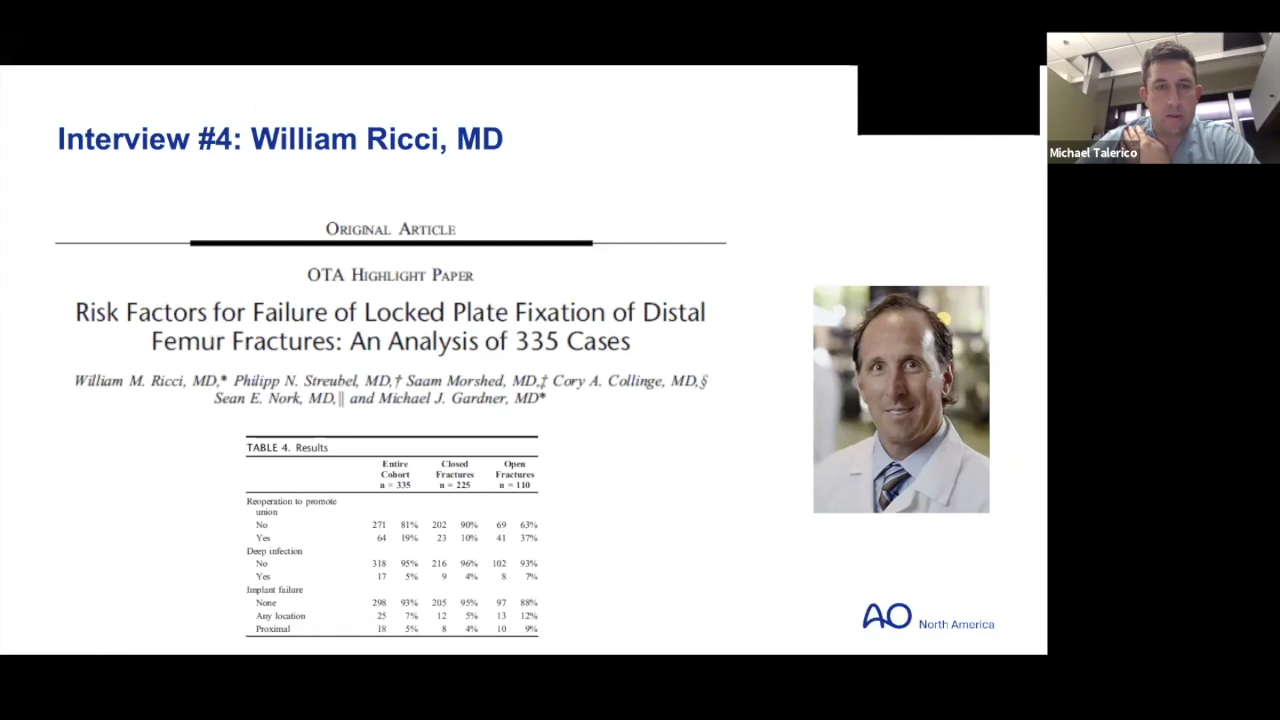 Interview #4: William Ricci, MD
Michael Talerico
ORIGINAL ARTICLE
OTA HIGHLIGHT PAPER
Risk Factors for Failure of Locked Plate Fixation of Distal
Femur Fractures: An Analysis of 335 Cases
William M. Ricci, MD,* Philipp N. Streubel, MD,† Saam Morshed, MD,‡ Cory A. Collinge, MD,§
Sean E. Nork, MD,|| and Michael J. Gardner, MD*
TABLE 4. Results
Entire Cohort n = 335 Closed Fractures n = 225 Open Fractures n = 110
Reoperation to promote
union
No 271 81% 202 90% 69 63%
Yes 64 19% 23 10% 41 37%
Deep infection
No 318 95% 216 96% 102 93%
Yes 17 5% 9 4% 8 7%
Implant failure
None 298 93% 205 95% 97 88%
Any location 25 7% 12 5% 13 12%
Proximal 18 5% 8 4% 10 9%
AO North America